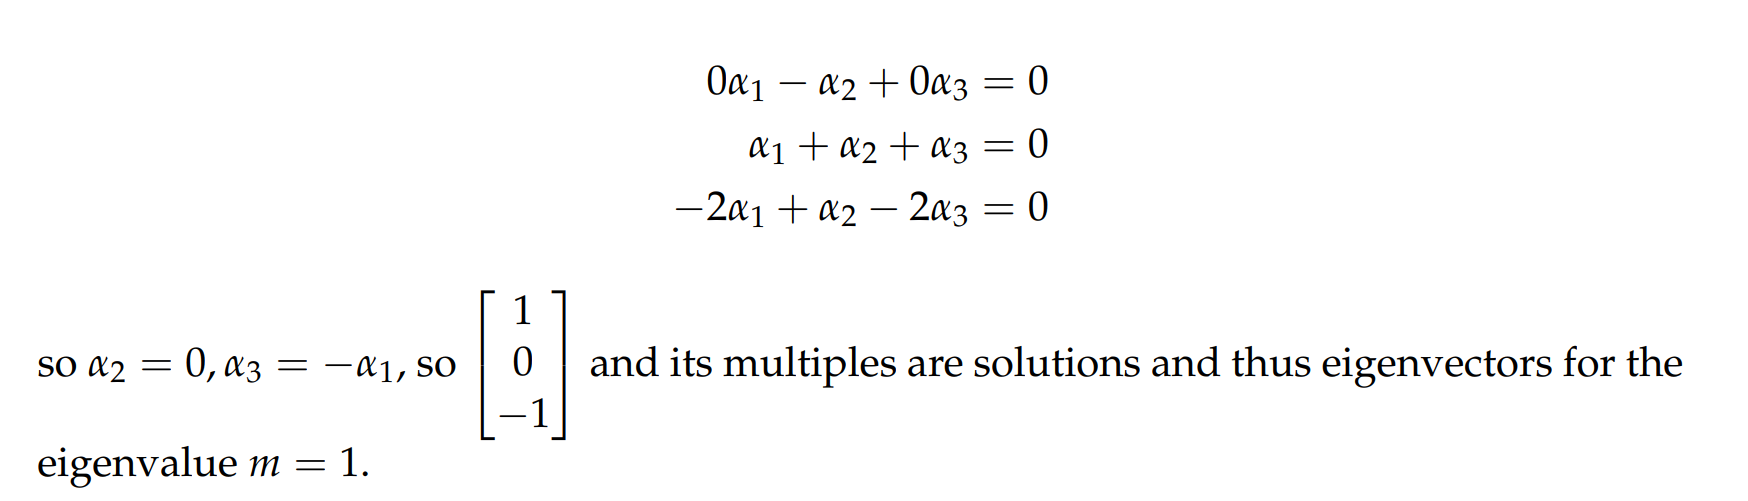 0α₁ − α₂ + 0α₃ = 0
α₁ + α₂ + α₃ = 0
−2α₁ + α₂ − 2α₃ = 0
so α₂ = 0, α₃ = −α₁, so [1 0 −1] and its multiples are solutions and thus eigenvectors for the
eigenvalue m = 1.